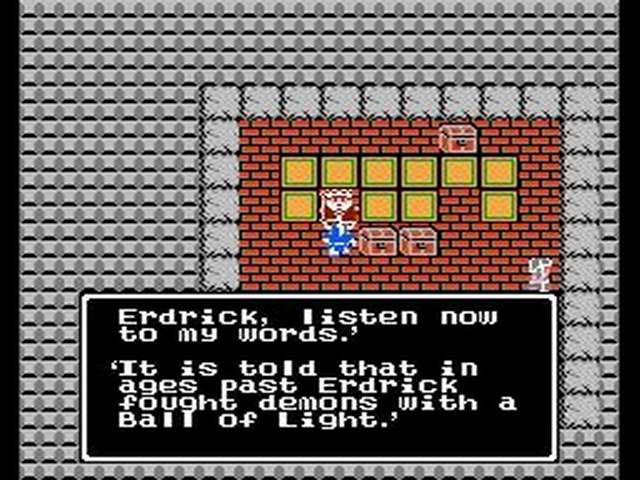 Erdrick, listen now
to my words.’
‘It is told that in
ages past Erdrick
fought demons with a
Ball of Light.’